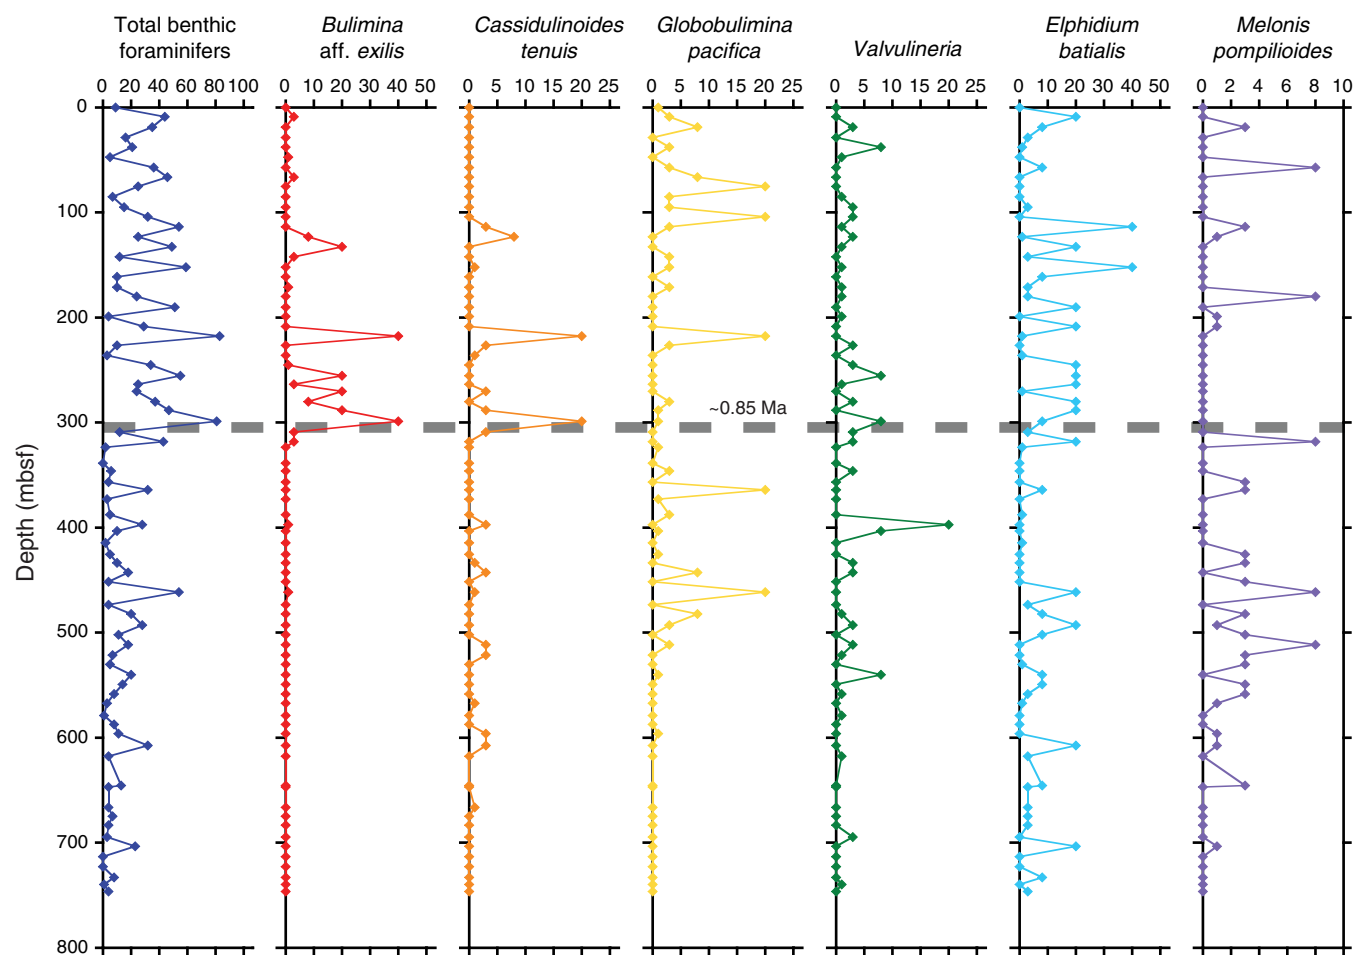 Total benthic
foraminifers
Bulimina
aff. exilis
Cassidulinoides
tenuis
Globobulimina
pacifica
Valvulineria
Elphidium
batialis
Melonis
pompilioides
0 20 40 60 80 100
0 10 20 30 40 50
0 5 10 15 20 25
0 5 10 15 20 25
0 5 10 15 20 25
0 10 20 30 40 50
0 2 4 6 8 10
0
100
200
300
400
500
600
700
800
Depth (mbsf)
~0.85 Ma